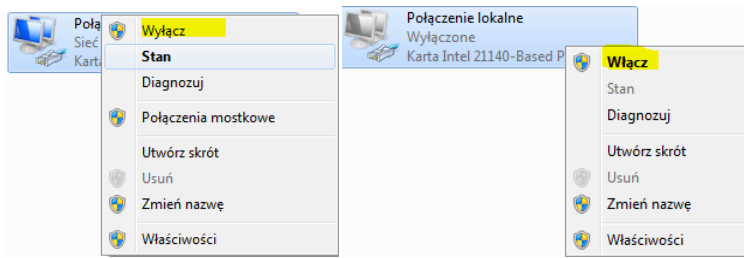 Połą
Sieć
Karta
Wyłącz
Stan
Diagnozuj
Połączenia mostkowe
Utwórz skrót
Usuń
Zmień nazwę
Właściwości
Połączenie lokalne
Wyłączone
Karta Intel 21140-Based P
Włącz
Stan
Diagnozuj
Utwórz skrót
Usuń
Zmień nazwę
Właściwości